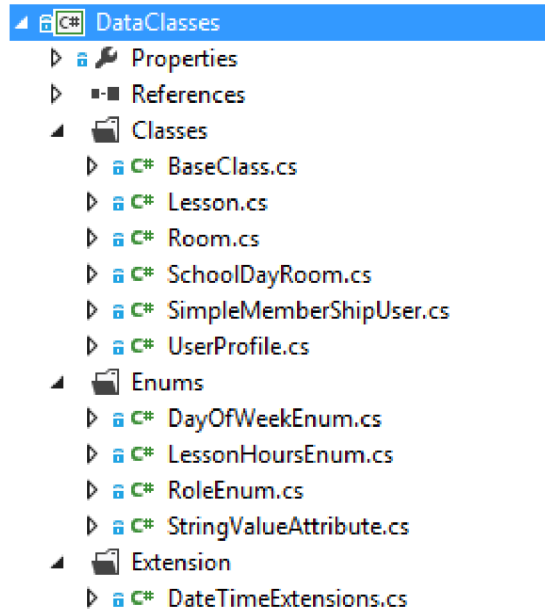 C# DataClasses
Properties
References
Classes
C# BaseClass.cs
C# Lesson.cs
C# Room.cs
C# SchoolDayRoom.cs
C# SimpleMemberShipUser.cs
C# UserProfile.cs
Enums
C# DayOfWeekEnum.cs
C# LessonHoursEnum.cs
C# RoleEnum.cs
C# StringValueAttribute.cs
Extension
C# DateTimeExtensions.cs